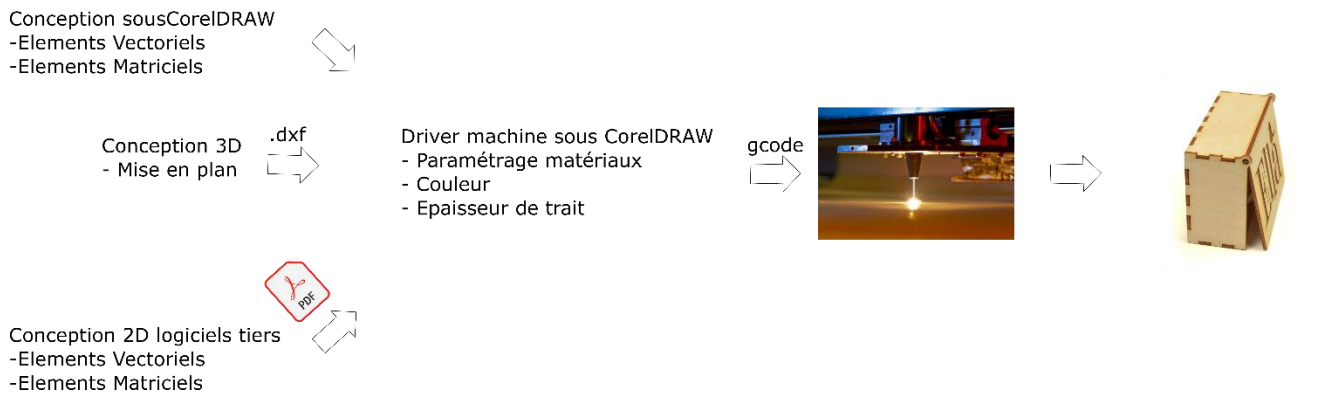 Conception sousCorelDRAW
-Elements Vectoriels
-Elements Matriciels
Conception 3D
- Mise en plan
.dxf
Driver machine sous CorelDRAW
- Paramétrage matériaux
- Couleur
- Epaisseur de trait
gcode
PDF
Conception 2D logiciels tiers
-Elements Vectoriels
-Elements Matriciels